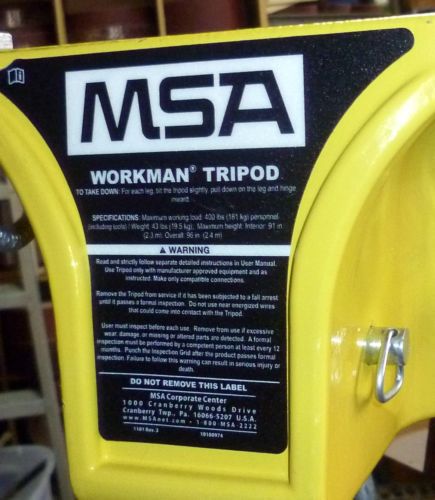 MSA
WORKMAN® TRIPOD
TO TAKE DOWN: For each leg, tilt the tripod slightly, pull down on the leg and hinge
inward.
SPECIFICATIONS: Maximum working load: 400 lbs (181 kg) personnel
(including tools) / Weight: 43 lbs (19.5 kg), Maximum height: Interior: 91 in.
(2.3 m); Overall: 96 in. (2.4 m)
WARNING
Read and strictly follow separate detailed instructions in User Manual.
Use Tripod only with manufacturer approved equipment and as
instructed. Make only compatible connections.
Remove the Tripod from service if it has been subjected to a fall arrest
until it passes a formal inspection. Do not use near energized wires
that could come into contact with the Tripod.
User must inspect before each use. Remove from use if excessive
wear, damage, or missing or altered parts are detected. A formal
inspection must be performed by a competent person at least every 12
months. Punch the Inspection Grid after the product passes formal
inspection. Failure to follow this warning can result in serious injury or
death.
DO NOT REMOVE THIS LABEL
MSA Corporate Center
1000 Cranberry Woods Drive
Cranberry Twp., Pa. 16066-5207 U.S.A.
www.MSAnet.com • 1-800-MSA 2222
1101 Rev. 3 10180974